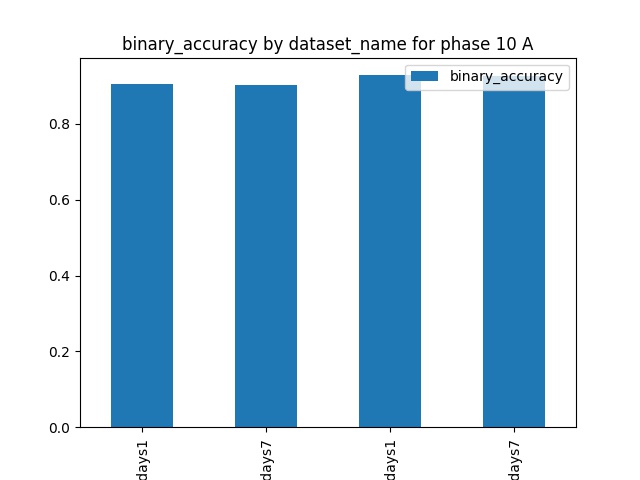 binary_accuracy by dataset_name for phase 10 A
binary_accuracy
0.8
0.6
0.4
0.2
0.0
days1
days7
days1
days7